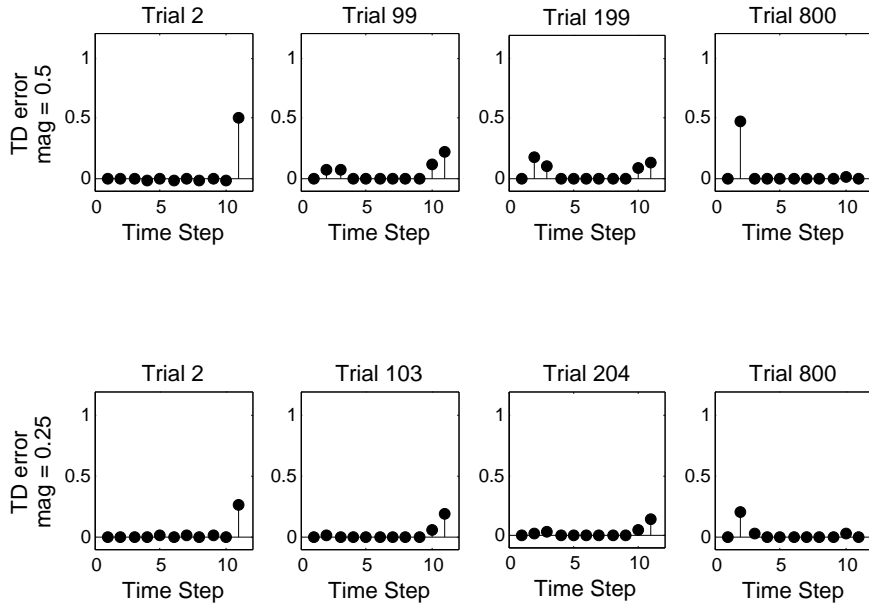 Trial 2 Trial 99 Trial 199 Trial 800
TD error
mag = 0.5
1 1 1 1
0.5 0.5 0.5 0.5
0 0 0 0
0 5 10 0 5 10 0 5 10 0 5 10
Time Step Time Step Time Step Time Step
Trial 2 Trial 103 Trial 204 Trial 800
TD error
mag = 0.25
1 1 1 1
0.5 0.5 0.5 0.5
0 0 0 0
0 5 10 0 5 10 0 5 10 0 5 10
Time Step Time Step Time Step Time Step